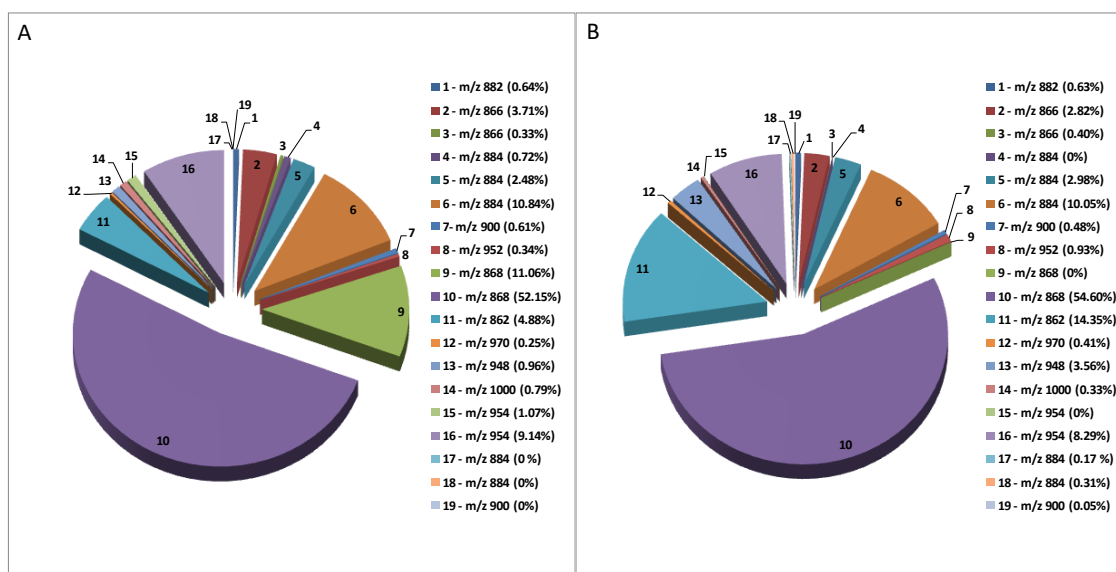 A
19
18
1
17
3
4
2
5
16
15
14
13
12
11
6
7
8
9
10
1 - m/z 882 (0.64%)
2 - m/z 866 (3.71%)
3 - m/z 866 (0.33%)
4 - m/z 884 (0.72%)
5 - m/z 884 (2.48%)
6 - m/z 884 (10.84%)
7 - m/z 900 (0.61%)
8 - m/z 952 (0.34%)
9 - m/z 868 (11.06%)
10 - m/z 868 (52.15%)
11 - m/z 862 (4.88%)
12 - m/z 970 (0.25%)
13 - m/z 948 (0.96%)
14 - m/z 1000 (0.79%)
15 - m/z 954 (1.07%)
16 - m/z 954 (9.14%)
17 - m/z 884 (0 %)
18 - m/z 884 (0%)
19 - m/z 900 (0%)
B
19
18
1
17
3
4
2
5
16
15
14
13
12
11
6
7
8
9
10
1 - m/z 882 (0.63%)
2 - m/z 866 (2.82%)
3 - m/z 866 (0.40%)
4 - m/z 884 (0%)
5 - m/z 884 (2.98%)
6 - m/z 884 (10.05%)
7 - m/z 900 (0.48%)
8 - m/z 952 (0.93%)
9 - m/z 868 (0%)
10 - m/z 868 (54.60%)
11 - m/z 862 (14.35%)
12 - m/z 970 (0.41%)
13 - m/z 948 (3.56%)
14 - m/z 1000 (0.33%)
15 - m/z 954 (0%)
16 - m/z 954 (8.29%)
17 - m/z 884 (0.17 %)
18 - m/z 884 (0.31%)
19 - m/z 900 (0.05%)